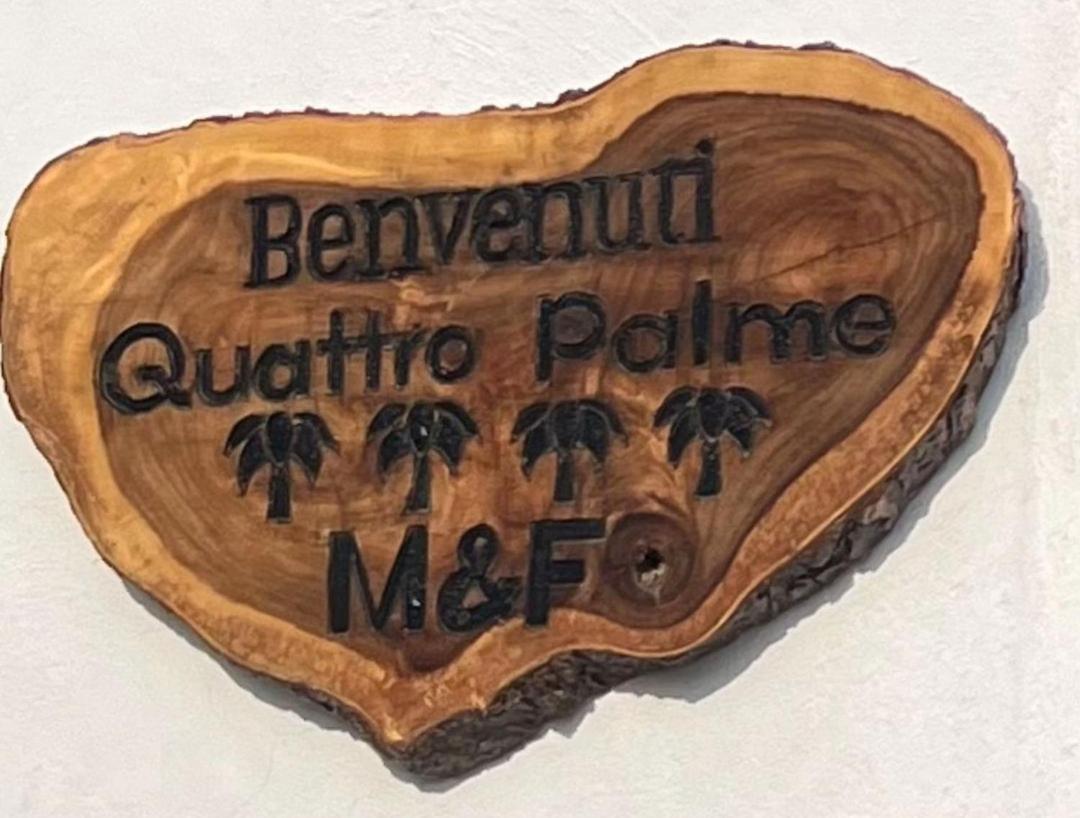 Benvenuti
Quattro Palme
M&F